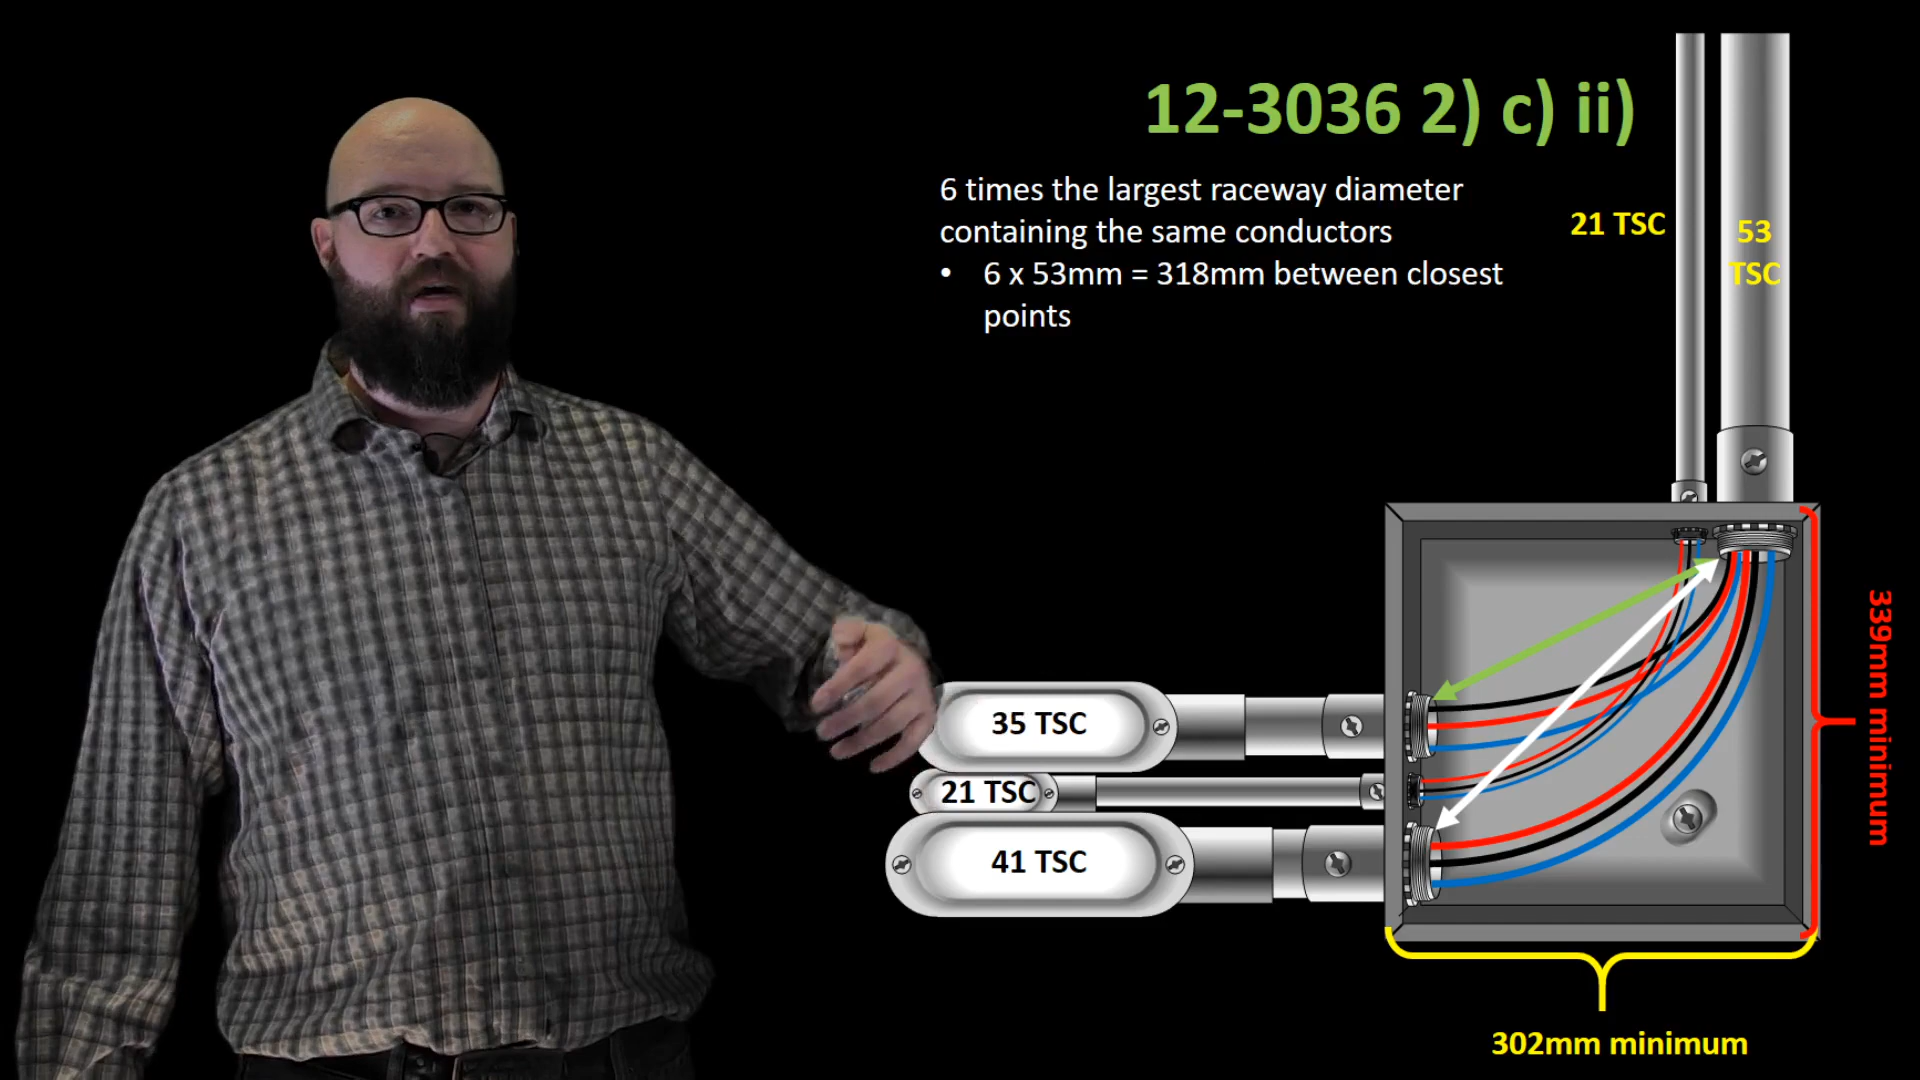 12-3036 2) c) ii)
6 times the largest raceway diameter
containing the same conductors
• 6 x 53mm = 318mm between closest
points
21 TSC
53
TSC
35 TSC
21 TSC
41 TSC
339mm minimum
302mm minimum